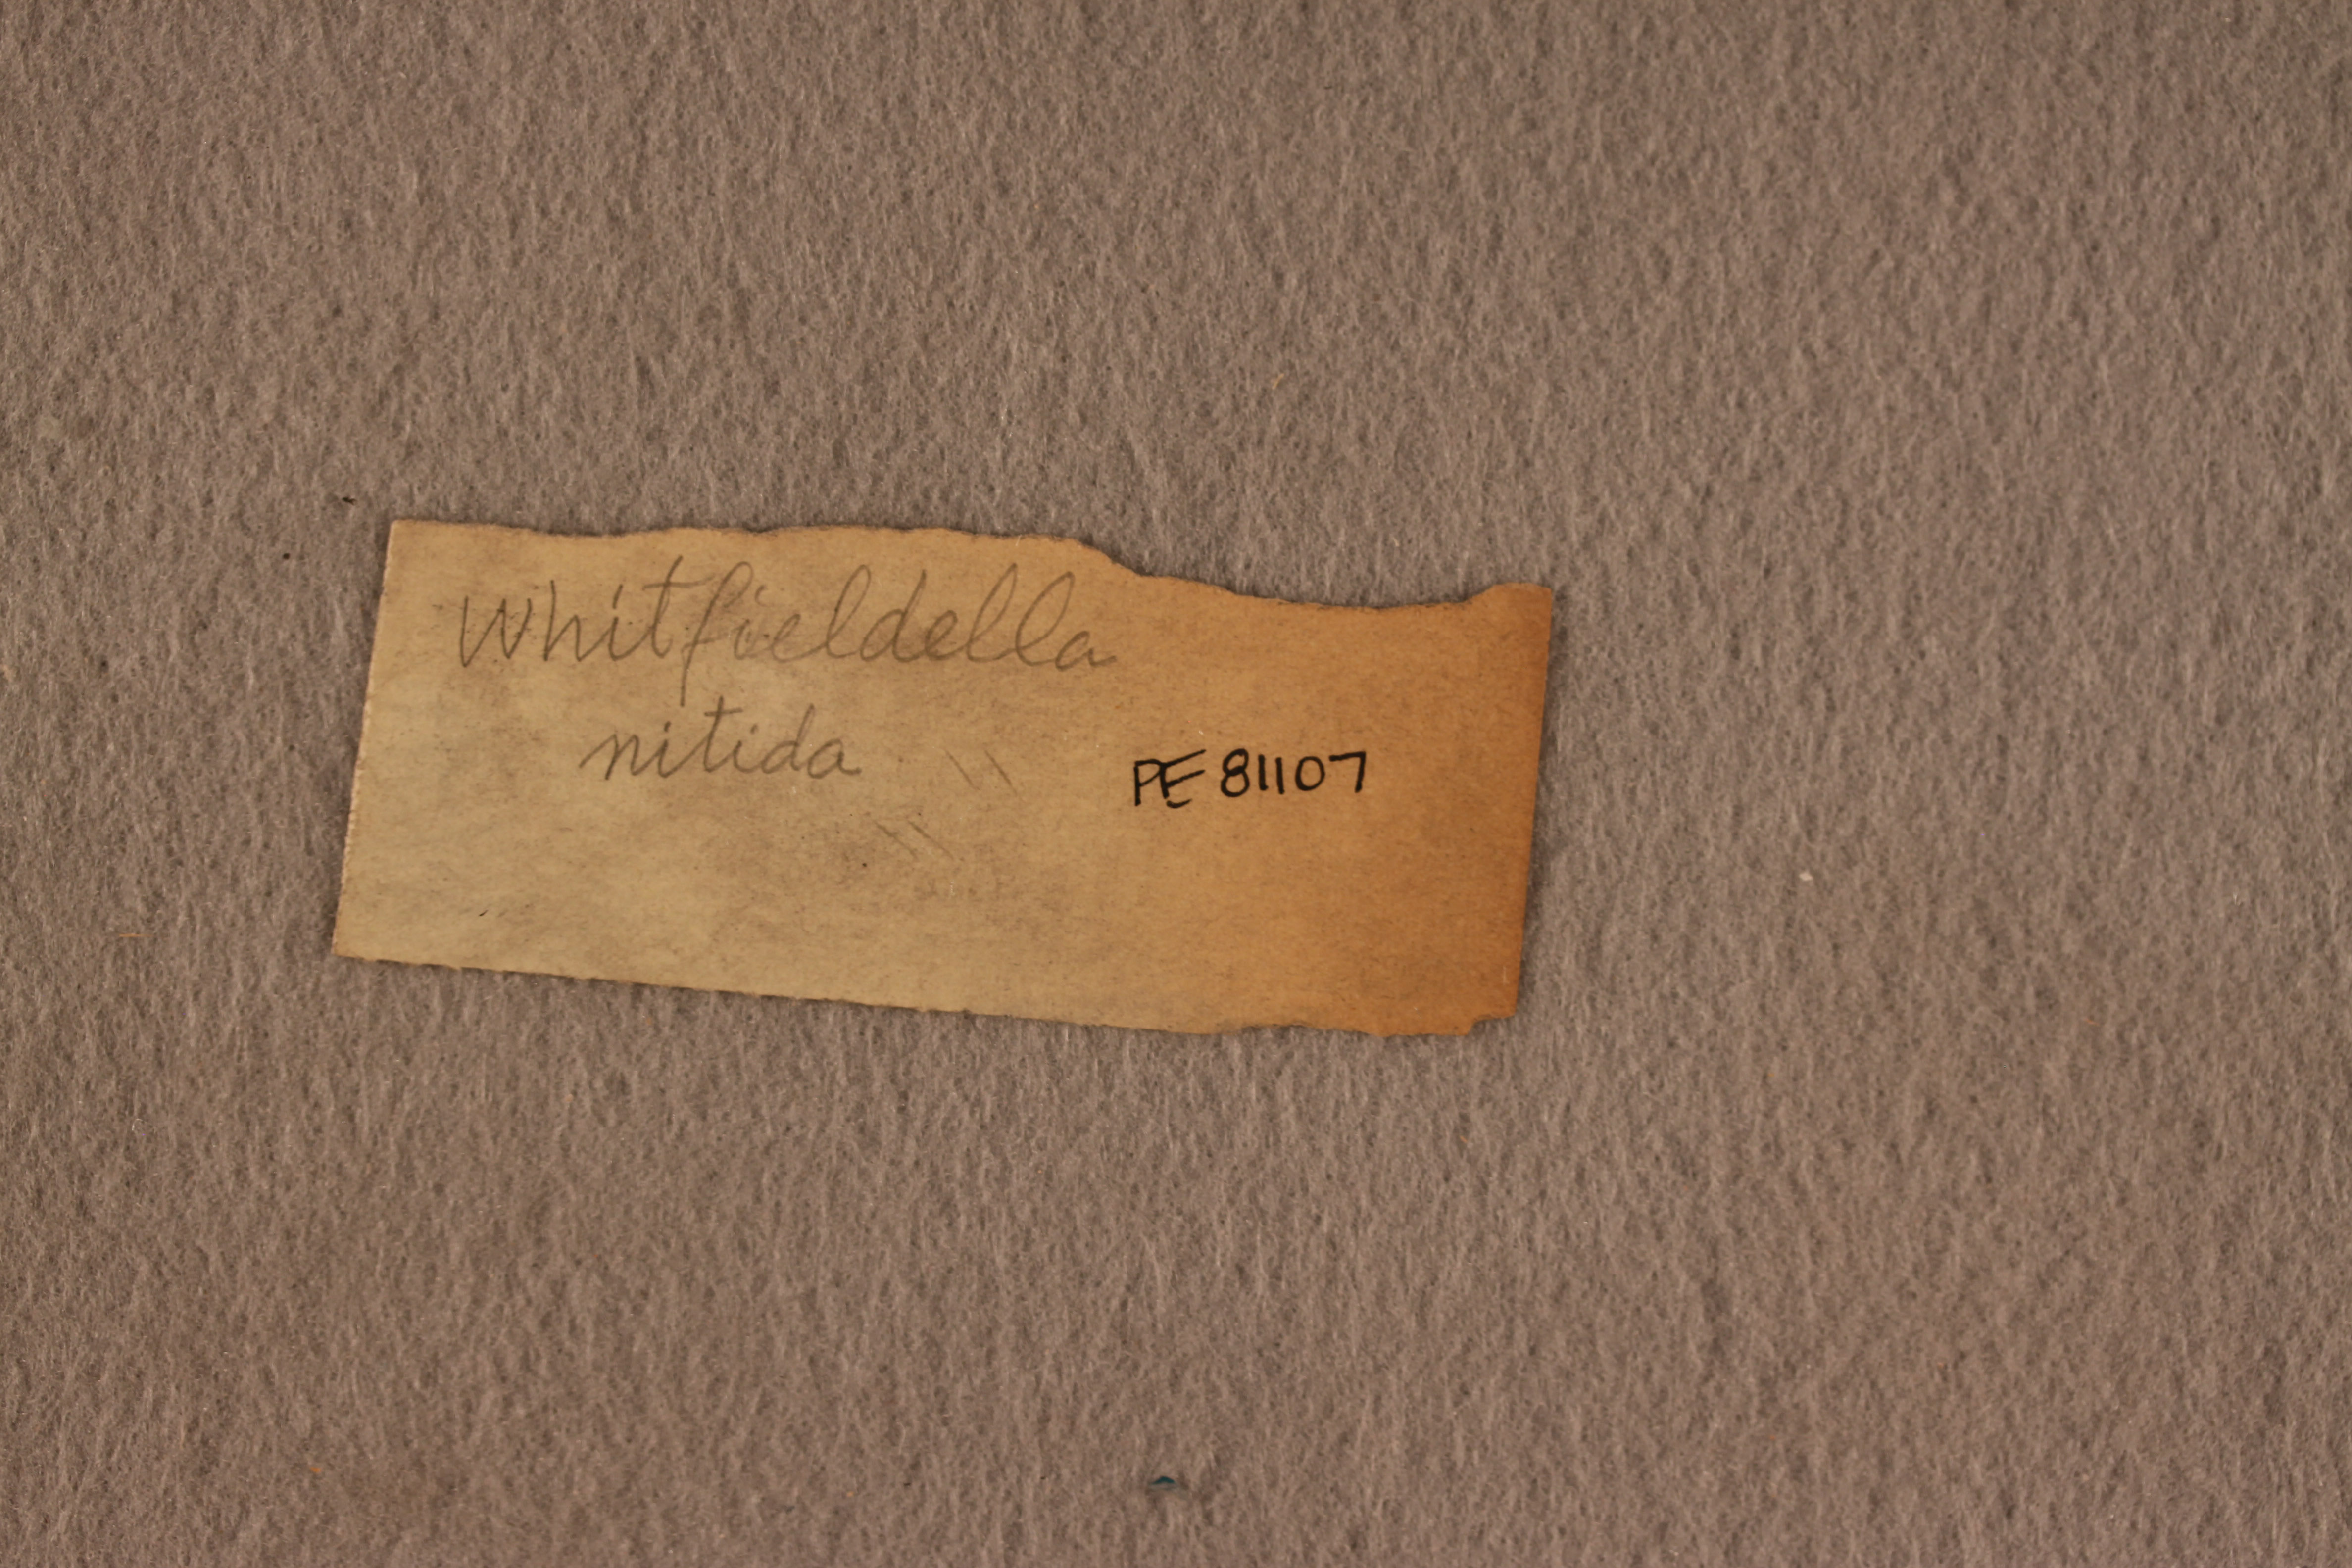 Whitfieldella
nitida
PE 81107